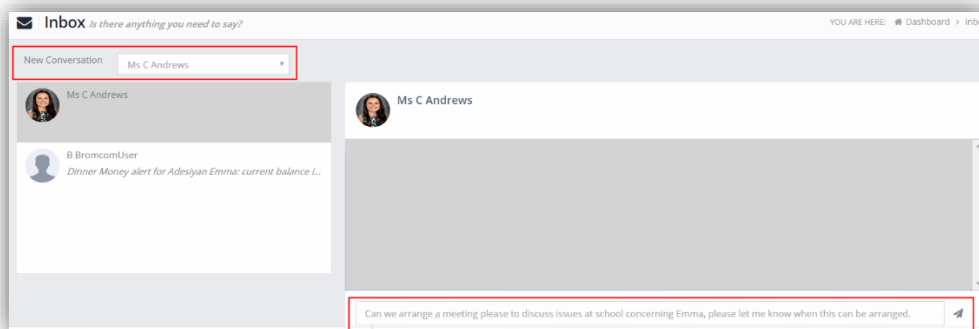 Inbox Is there anything you need to say?
YOU ARE HERE: Dashboard > Inbo
New Conversation Ms C Andrews
Ms C Andrews
Ms C Andrews
B BromcomUser
Dinner Money alert for Adesiyan Emma: current balance i...
Can we arrange a meeting please to discuss issues at school concerning Emma, please let me know when this can be arranged.